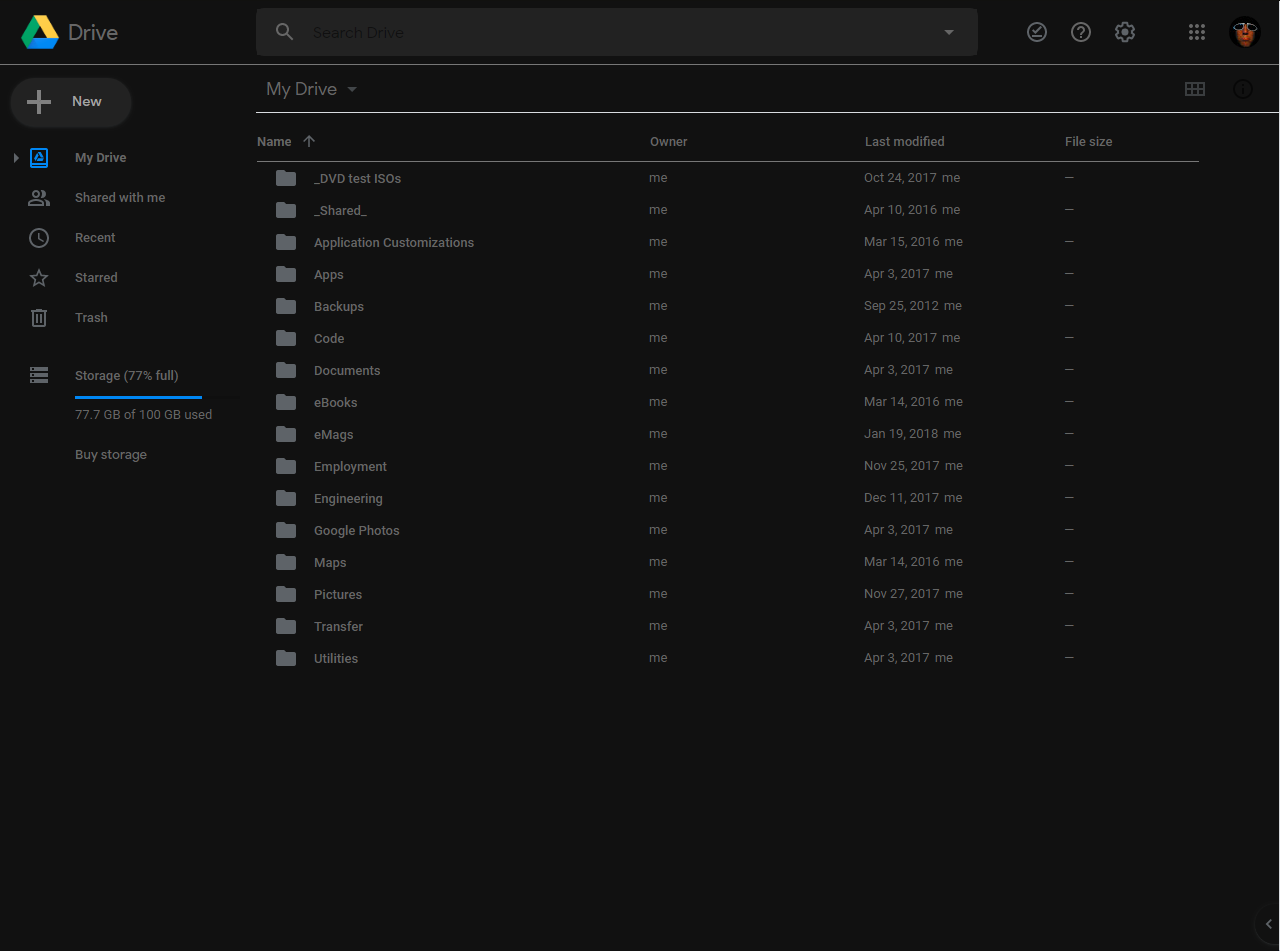 Drive
Search Drive
New
My Drive
Name Owner Last modified File size
My Drive
Shared with me
Recent
Starred
Trash
Storage (77% full)
77.7 GB of 100 GB used
Buy storage
_DVD test ISOs me Oct 24, 2017 me —
_Shared_ me Apr 10, 2016 me —
Application Customizations me Mar 15, 2016 me —
Apps me Apr 3, 2017 me —
Backups me Sep 25, 2012 me —
Code me Apr 10, 2017 me —
Documents me Apr 3, 2017 me —
eBooks me Mar 14, 2016 me —
eMags me Jan 19, 2018 me —
Employment me Nov 25, 2017 me —
Engineering me Dec 11, 2017 me —
Google Photos me Apr 3, 2017 me —
Maps me Mar 14, 2016 me —
Pictures me Nov 27, 2017 me —
Transfer me Apr 3, 2017 me —
Utilities me Apr 3, 2017 me —